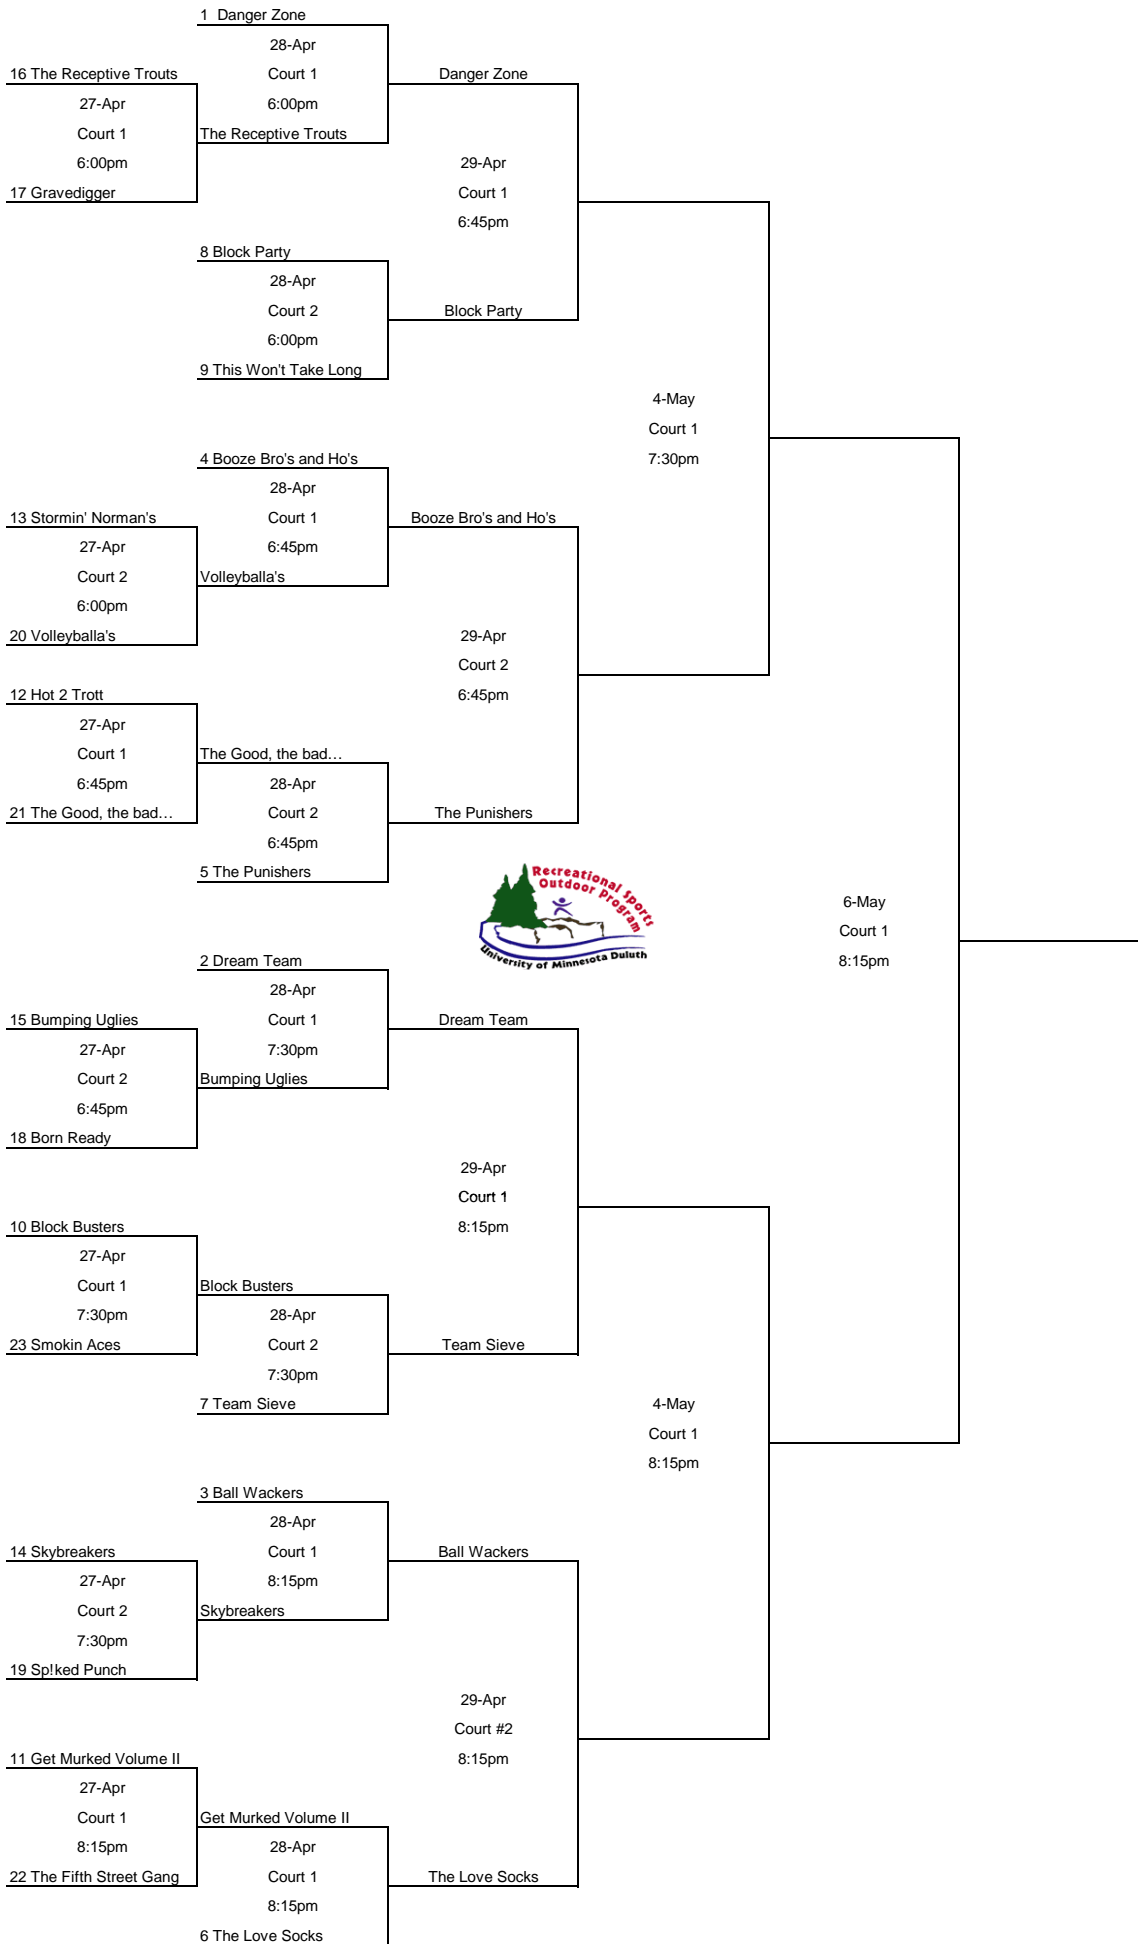 1  Danger Zone
28-Apr
16 The Receptive Trouts
Court 1
Danger Zone
27-Apr
6:00pm
Court 1
The Receptive Trouts
6:00pm
29-Apr
17 Gravedigger
Court 1
6:45pm
8 Block Party
28-Apr
Court 2
Block Party
6:00pm
9 This Won't Take Long
4-May
Court 1
7:30pm
4 Booze Bro's and Ho's
28-Apr
13 Stormin' Norman's
Court 1
Booze Bro's and Ho's
27-Apr
6:45pm
Court 2
Volleyballa's
6:00pm
20 Volleyballa's
29-Apr
Court 2
6:45pm
12 Hot 2 Trott
27-Apr
Court 1
The Good, the bad…
6:45pm
28-Apr
21 The Good, the bad…
Court 2
The Punishers
6:45pm
5 The Punishers
Recreational Sports
Outdoor Program
University of Minnesota Duluth
6-May
Court 1
8:15pm
2 Dream Team
28-Apr
15 Bumping Uglies
Court 1
Dream Team
27-Apr
7:30pm
Court 2
Bumping Uglies
6:45pm
18 Born Ready
29-Apr
Court 1
8:15pm
10 Block Busters
27-Apr
Court 1
Block Busters
7:30pm
28-Apr
23 Smokin Aces
Court 2
Team Sieve
7:30pm
7 Team Sieve
4-May
Court 1
8:15pm
3 Ball Wackers
28-Apr
14 Skybreakers
Court 1
Ball Wackers
27-Apr
8:15pm
Court 2
Skybreakers
7:30pm
19 Sp!ked Punch
29-Apr
Court #2
8:15pm
11 Get Murked Volume II
27-Apr
Court 1
Get Murked Volume II
8:15pm
28-Apr
22 The Fifth Street Gang
Court 1
The Love Socks
8:15pm
6 The Love Socks